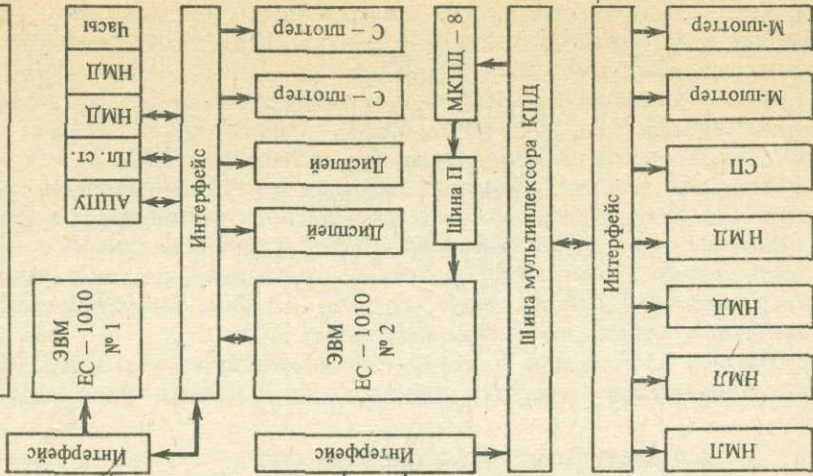 Часы
НМД
НМД
Пл. ст.
АЦПУ
ЭВМ
ЕС – 1010
№ 1
Интерфейс
Интерфейс
С – плоттер
С – плоттер
Дисплей
Дисплей
ЭВМ
ЕС – 1010
№ 2
Интерфейс
МКПД – 8
Шина П
Шина мультиплексора КПД
Интерфейс
М-плоттер
М-плоттер
СП
НМД
НМД
НМЛ
НМЛ